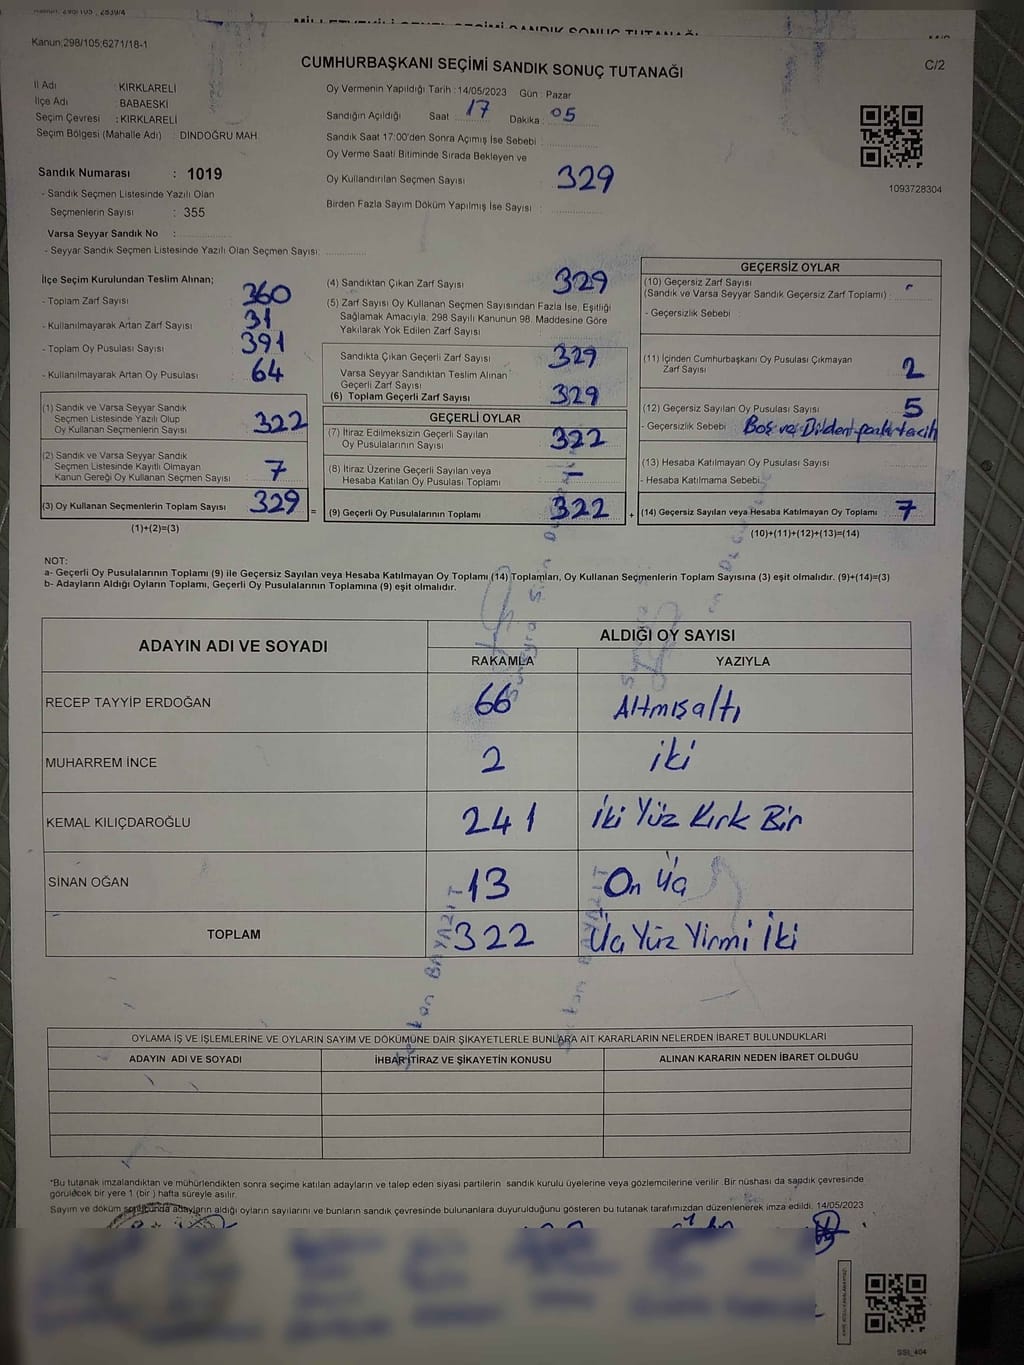 Kanun;298/105;6271/18-1
CUMHURBAŞKANI SEÇİMİ SANDIK SONUÇ TUTANAĞI
C/2
İl Adı : KIRKLARELİ
İlçe Adı : BABAESKİ
Seçim Çevresi : KIRKLARELİ
Seçim Bölgesi (Mahalle Adı) : DİNDOĞRU MAH.
Sandık Numarası : 1019
- Sandık Seçmen Listesinde Yazılı Olan
Seçmenlerin Sayısı : 355
Varsa Seyyar Sandık No :
- Seyyar Sandık Seçmen Listesinde Yazılı Olan Seçmen Sayısı:
Oy Vermenin Yapıldığı Tarih : 14/05/2023 Gün : Pazar
Sandığın Açıldığı Saat : 17 Dakika : 05
Sandık Saat 17:00'den Sonra Açımış İse Sebebi :
Oy Verme Saati Bitiminde Sırada Bekleyen ve
Oy Kullandırılan Seçmen Sayısı : 329
Birden Fazla Sayım Döküm Yapılmış İse Sayısı :
1093728304
İlçe Seçim Kurulundan Teslim Alınan;
- Toplam Zarf Sayısı : 360
- Kullanılmayarak Artan Zarf Sayısı : 31
- Toplam Oy Pusulası Sayısı : 391
- Kullanılmayarak Artan Oy Pusulası : 64
(1) Sandık ve Varsa Seyyar Sandık
Seçmen Listesinde Yazılı Olup
Oy Kullanan Seçmenlerin Sayısı : 322
(2) Sandık ve Varsa Seyyar Sandık
Seçmen Listesinde Kayıtlı Olmayan
Kanun Gereği Oy Kullanan Seçmen Sayısı : 7
(3) Oy Kullanan Seçmenlerin Toplam Sayısı : 329
(1)+(2)=(3)
(4) Sandıktan Çıkan Zarf Sayısı : 329
(5) Zarf Sayısı Oy Kullanan Seçmen Sayısından Fazla İse, Eşitliği
Sağlamak Amacıyla, 298 Sayılı Kanunun 98. Maddesine Göre
Yakılarak Yok Edilen Zarf Sayısı :
Sandıkta Çıkan Geçerli Zarf Sayısı : 329
Varsa Seyyar Sandıktan Teslim Alınan
Geçerli Zarf Sayısı :
(6) Toplam Geçerli Zarf Sayısı : 329
GEÇERLİ OYLAR
(7) İtiraz Edilmeksizin Geçerli Sayılan
Oy Pusulalarının Sayısı : 322
(8) İtiraz Üzerine Geçerli Sayılan veya
Hesaba Katılan Oy Pusulası Toplamı : –
= (9) Geçerli Oy Pusulalarının Toplamı : 322
GEÇERSİZ OYLAR
(10) Geçersiz Zarf Sayısı
(Sandık ve Varsa Seyyar Sandık Geçersiz Zarf Toplamı) :
- Geçersizlik Sebebi :
(11) İçinden Cumhurbaşkanı Oy Pusulası Çıkmayan
Zarf Sayısı : 2
(12) Geçersiz Sayılan Oy Pusulası Sayısı : 5
- Geçersizlik Sebebi : Boş ve
(13) Hesaba Katılmayan Oy Pusulası Sayısı :
- Hesaba Katılmama Sebebi:
+ (14) Geçersiz Sayılan veya Hesaba Katılmayan Oy Toplamı : 7
(10)+(11)+(12)+(13)=(14)
NOT:
a- Geçerli Oy Pusulalarının Toplamı (9) ile Geçersiz Sayılan veya Hesaba Katılmayan Oy Toplamı (14) Toplamları, Oy Kullanan Seçmenlerin Toplam Sayısına (3) eşit olmalıdır. (9)+(14)=(3)
b- Adayların Aldığı Oyların Toplamı, Geçerli Oy Pusulalarının Toplamına (9) eşit olmalıdır.
ADAYIN ADI VE SOYADI ALDIĞI OY SAYISI
RAKAMLA YAZIYLA
RECEP TAYYİP ERDOĞAN 66 Altmışaltı
MUHARREM İNCE 2 iki
KEMAL KILIÇDAROĞLU 241 İki Yüz Kırk Bir
SİNAN OĞAN 13 On Üç
TOPLAM 322 Üç Yüz Yirmi İki
OYLAMA İŞ VE İŞLEMLERİNE VE OYLARIN SAYIM VE DÖKÜMÜNE DAİR ŞİKAYETLERLE BUNLARA AİT KARARLARIN NELERDEN İBARET BULUNDUKLARI
ADAYIN ADI VE SOYADI İHBAR İTİRAZ VE ŞİKAYETİN KONUSU ALINAN KARARIN NEDEN İBARET OLDUĞU
*Bu tutanak imzalandıktan ve mühürlendikten sonra seçime katılan adayların ve talep eden siyasi partilerin sandık kurulu üyelerine veya gözlemcilerine verilir. Bir nüshası da sandık çevresinde
görülecek bir yere 1 (bir ) hafta süreyle asılır.
Sayım ve döküm sonucunda adayların aldığı oyların sayılarını ve bunların sandık çevresinde bulunanlara duyurulduğunu gösteren bu tutanak tarafımızdan düzenlenerek imza edildi. 14/05/2023
SSI_404